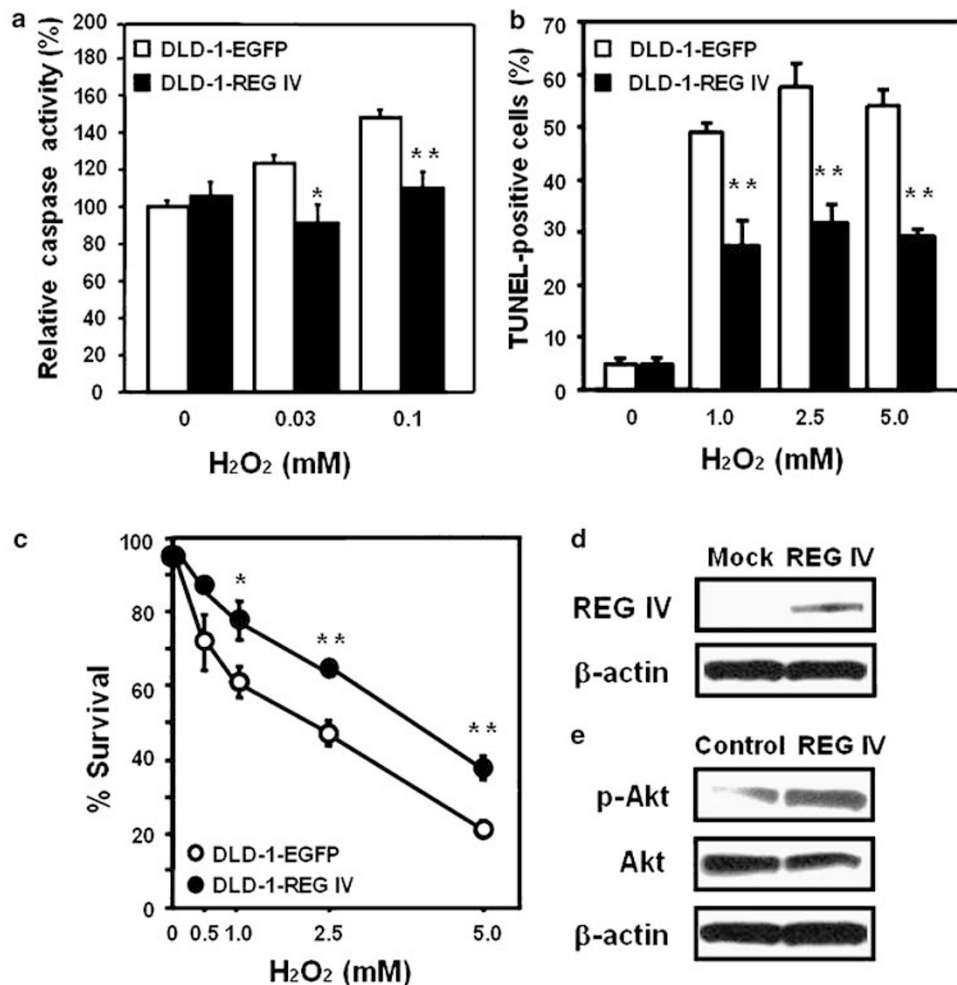 a
Relative caspase activity (%)
200
180
160
140
120
100
80
60
40
20
0
DLD-1-EGFP
DLD-1-REG IV
*
**
0 0.03 0.1
H₂O₂ (mM)
b
TUNEL-positive cells (%)
70
60
50
40
30
20
10
0
DLD-1-EGFP
DLD-1-REG IV
**
**
**
0 1.0 2.5 5.0
H₂O₂ (mM)
c
% Survival
100
80
60
40
20
0
*
**
**
DLD-1-EGFP
DLD-1-REG IV
0 0.5 1.0 2.5 5.0
H₂O₂ (mM)
d
Mock REG IV
REG IV
β-actin
e
Control REG IV
p-Akt
Akt
β-actin